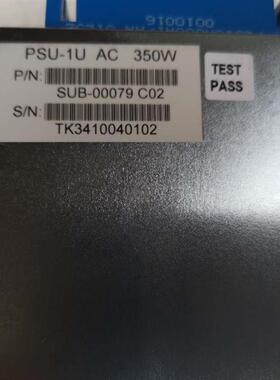 9100100
PSU-1U AC 350W
P/N:
SUB-00079 C02
S/N:
TK3410040102
TEST
PASS